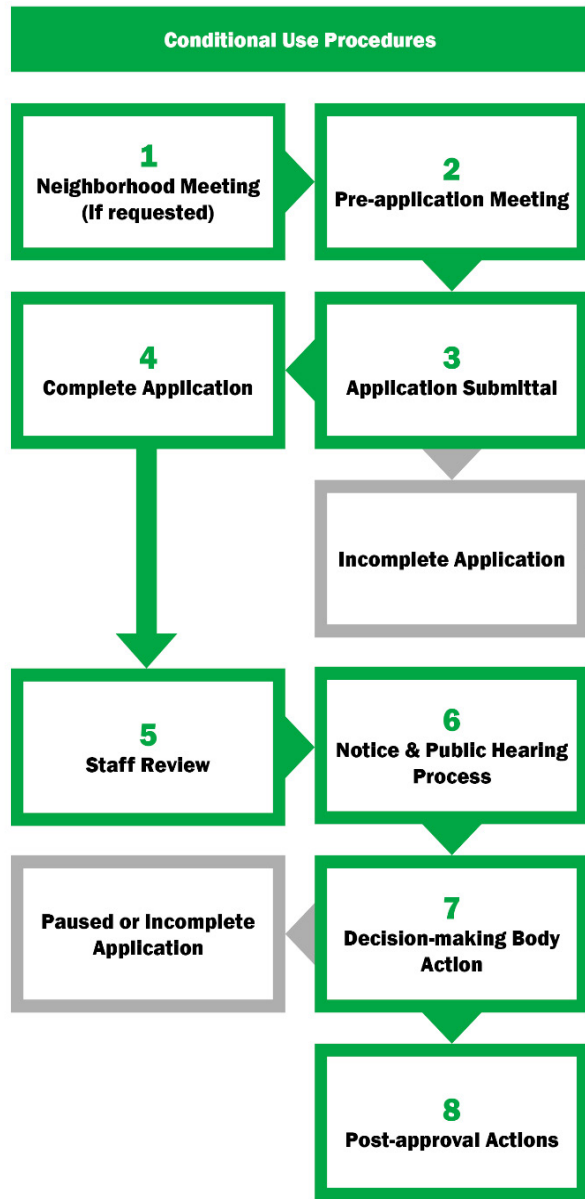 Conditional Use Procedures
1
Neighborhood Meeting
(If requested)
2
Pre-application Meeting
3
Application Submittal
4
Complete Application
Incomplete Application
5
Staff Review
6
Notice & Public Hearing
Process
7
Decision-making Body
Action
Paused or Incomplete
Application
8
Post-approval Actions